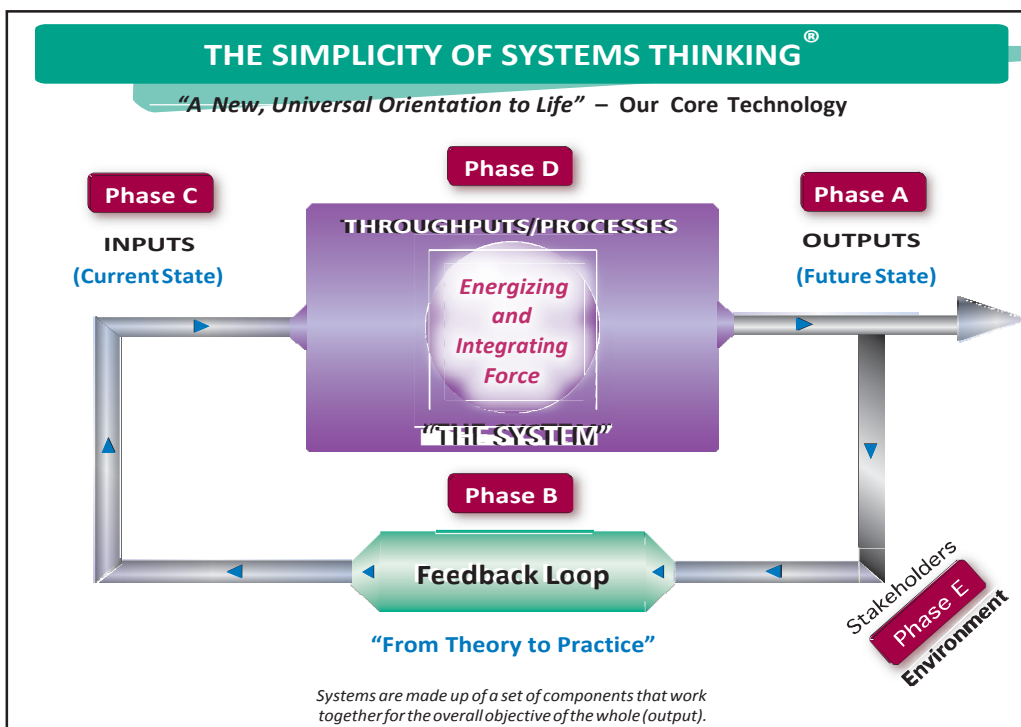 THE SIMPLICITY OF SYSTEMS THINKING®
“A New, Universal Orientation to Life” – Our Core Technology
Phase D
Phase C
Phase A
THROUGHPUTS/PROCESSES
INPUTS
(Current State)
OUTPUTS
(Future State)
Energizing
and
Integrating
Force
“THE SYSTEM”
Phase B
Feedback Loop
Stakeholders
Phase E
Environment
“From Theory to Practice”
Systems are made up of a set of components that work
together for the overall objective of the whole (output).